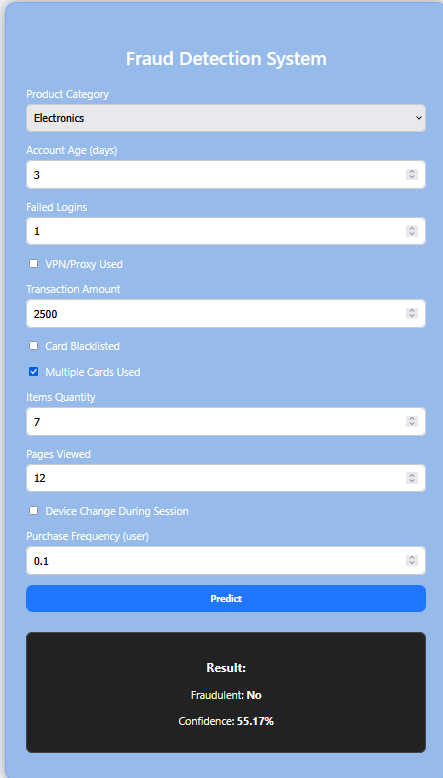 Fraud Detection System
Product Category
Electronics
Account Age (days)
3
Failed Logins
1
VPN/Proxy Used
Transaction Amount
2500
Card Blacklisted
Multiple Cards Used
Items Quantity
7
Pages Viewed
12
Device Change During Session
Purchase Frequency (user)
0.1
Predict
Result:
Fraudulent: No
Confidence: 55.17%